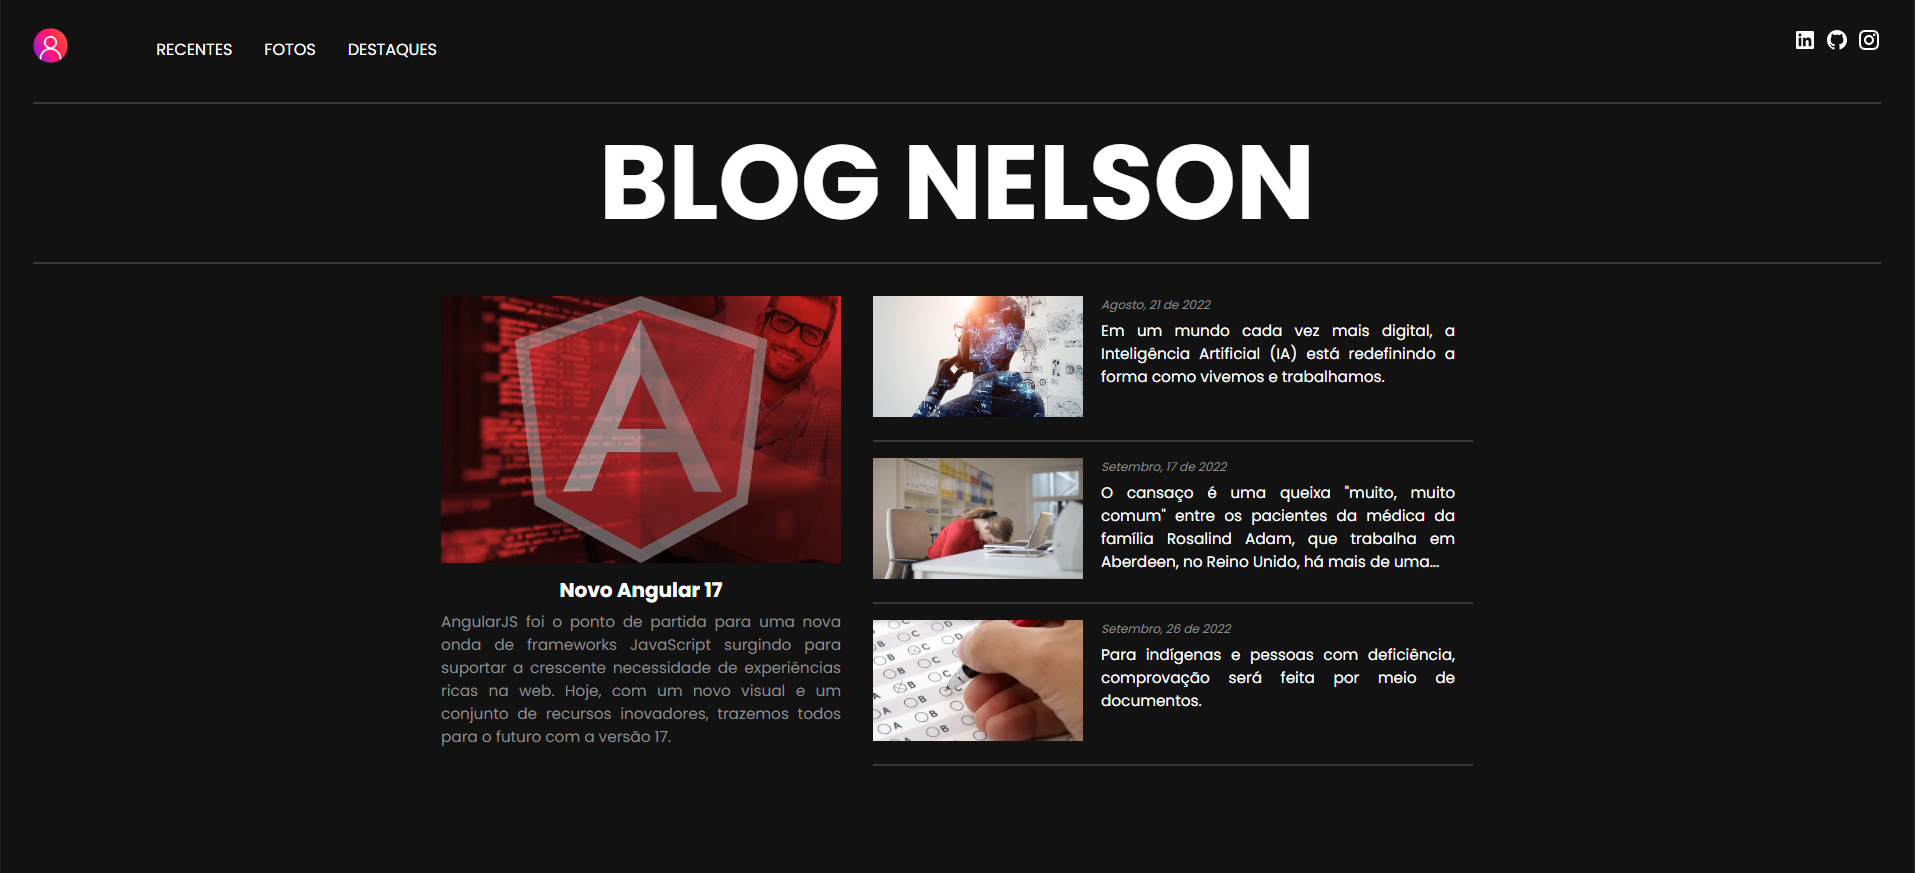 RECENTES FOTOS DESTAQUES
BLOG NELSON
A
Novo Angular 17
AngularJS foi o ponto de partida para uma nova
onda de frameworks JavaScript surgindo para
suportar a crescente necessidade de experiências
ricas na web. Hoje, com um novo visual e um
conjunto de recursos inovadores, trazemos todos
para o futuro com a versão 17.
Agosto, 21 de 2022
Em um mundo cada vez mais digital, a
Inteligência Artificial (IA) está redefinindo a
forma como vivemos e trabalhamos.
Setembro, 17 de 2022
O cansaço é uma queixa "muito, muito
comum" entre os pacientes da médica da
família Rosalind Adam, que trabalha em
Aberdeen, no Reino Unido, há mais de uma...
Setembro, 26 de 2022
Para indígenas e pessoas com deficiência,
comprovação será feita por meio de
documentos.